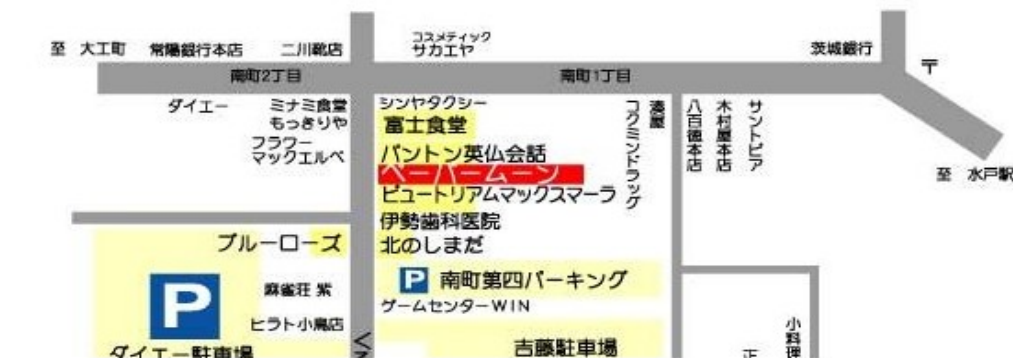 至 大工町
常陽銀行本店
二川靴店
コスメティック
サカエヤ
茨城銀行
〒
南町2丁目
南町1丁目
至 水戸駅
ダイエー
ミナミ食堂
もっきりや
フラワー
マックエルベ
シンヤタクシー
富士食堂
バントン英仏会話
ペーパームーン
ビュートリアムマックスマーラ
伊勢歯科医院
北のしまだ
湊屋
コクミンドラッグ
八百徳本店
木村屋本店
サントピア
ブルーローズ
P
麻雀荘 紫
ヒラト小鳥店
ダイエー駐車場
P 南町第四パーキング
ゲームセンターWIN
吉藤駐車場
小料理
正